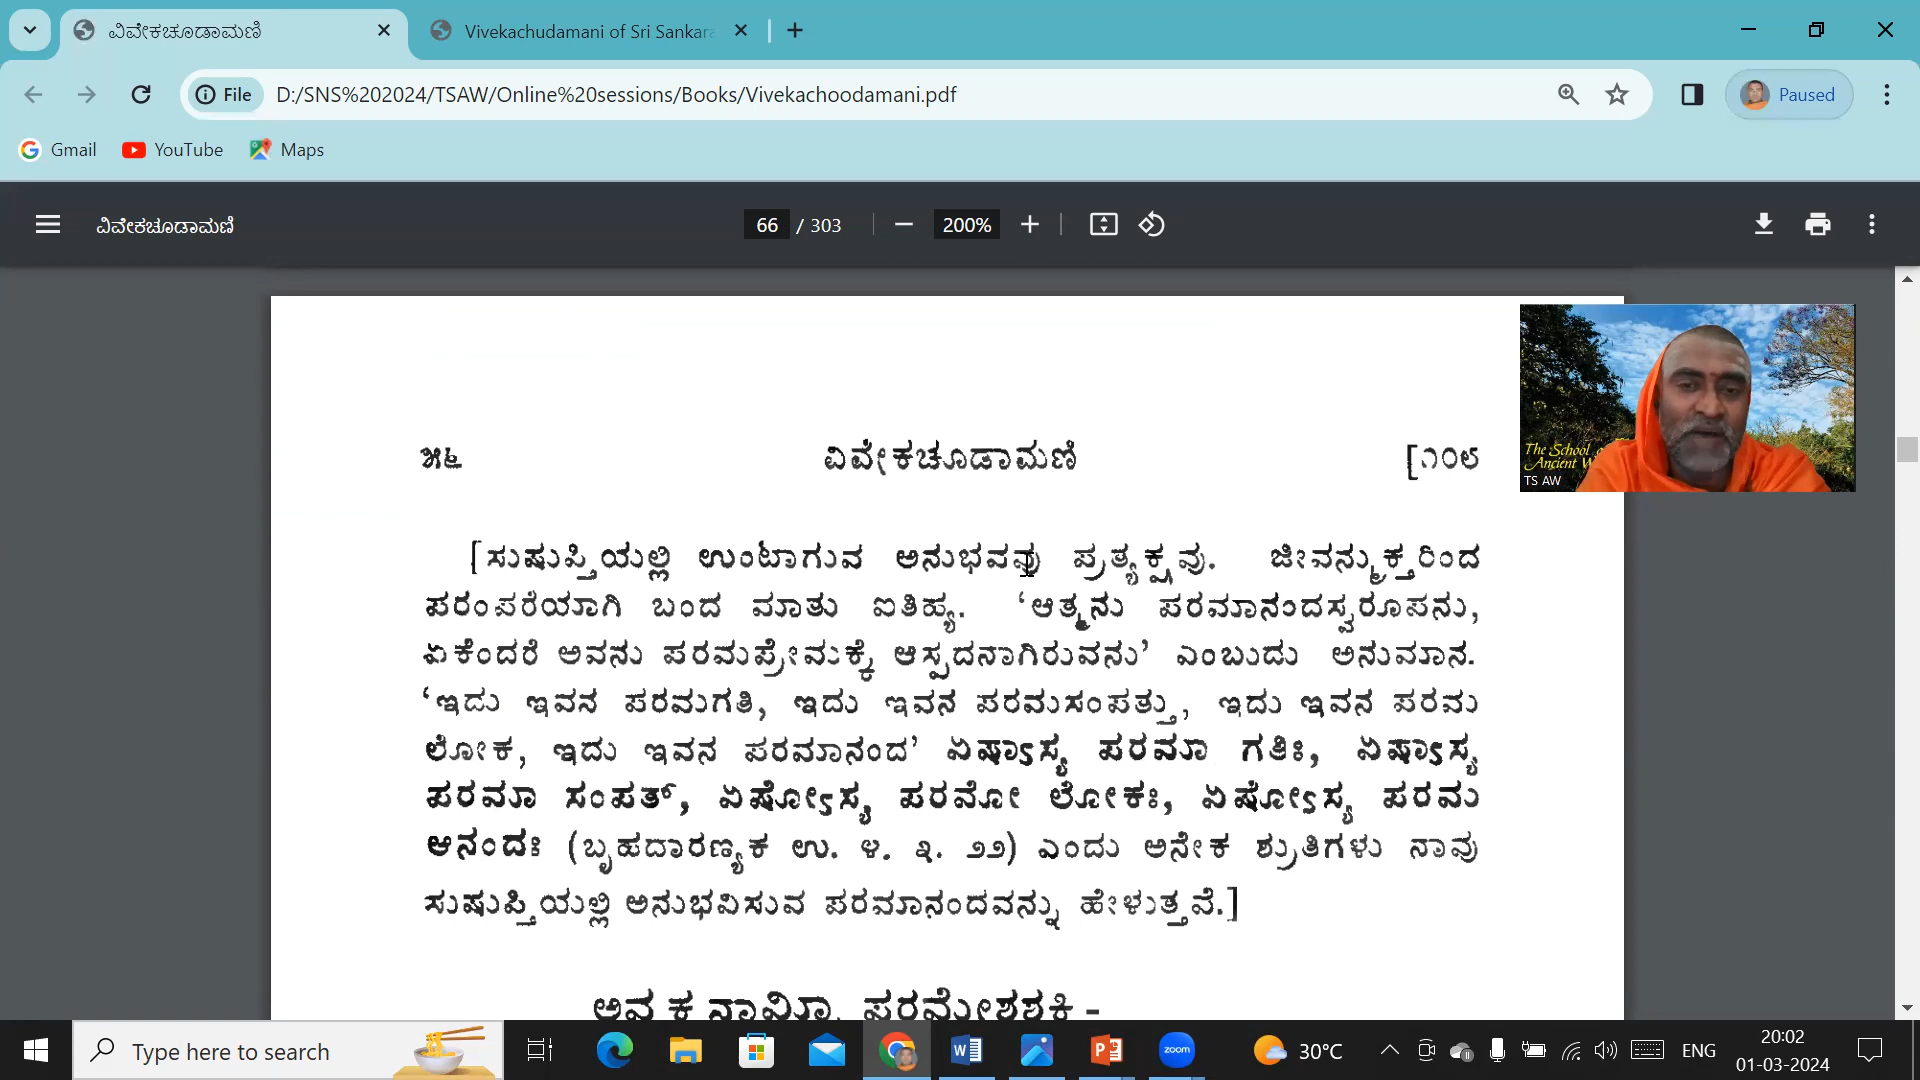 ವಿವೇಕಚೂಡಾಮಣಿ
Vivekachudamani of Sri Sankara
File
D:/SNS%202024/TSAW/Online%20sessions/Books/Vivekachoodamani.pdf
Paused
Gmail
YouTube
Maps
ವಿವೇಕಚೂಡಾಮಣಿ
66 / 303
200%
೫೬ ವಿವೇಕಚೂಡಾಮಣಿ [೧೦೮
[ಸುಷುಪ್ತಿಯಲ್ಲಿ ಉಂಟಾಗುವ ಅನುಭವವು ಪ್ರತ್ಯಕ್ಷವು. ಜೀವನ್ಮುಕ್ತರಿಂದ
ಪರಂಪರೆಯಾಗಿ ಬಂದ ಮಾತು ಐತಿಹ್ಯ. ‘ಆತ್ಮನು ಪರಮಾನಂದಸ್ವರೂಪನು,
ಏಕೆಂದರೆ ಅವನು ಪರಮಪ್ರೇಮಕ್ಕೆ ಆಸ್ಪದನಾಗಿರುವನು’ ಎಂಬುದು ಅನುಮಾನ.
‘ಇದು ಇವನ ಪರಮಗತಿ, ಇದು ಇವನ ಪರಮಸಂಪತ್ತು, ಇದು ಇವನ ಪರಮ
ಲೋಕ, ಇದು ಇವನ ಪರಮಾನಂದ’ ಏಷಾಽಸ್ಯ ಪರಮಾ ಗತಿಃ, ಏಷಾಽಸ್ಯ
ಪರಮಾ ಸಂಪತ್, ಏಷೋಽಸ್ಯ ಪರಮೋ ಲೋಕಃ, ಏಷೋಽಸ್ಯ ಪರಮ
ಆನಂದಃ (ಬೃಹದಾರಣ್ಯಕ ಉ. ೪. ೩. ೨೨) ಎಂದು ಅನೇಕ ಶ್ರುತಿಗಳು ನಾವು
ಸುಷುಪ್ತಿಯಲ್ಲಿ ಅನುಭವಿಸುವ ಪರಮಾನಂದವನ್ನು ಹೇಳುತ್ತವೆ.]
The School
Ancient W
TS AW
Type here to search
zoom
30°C
ENG
20:02
01-03-2024